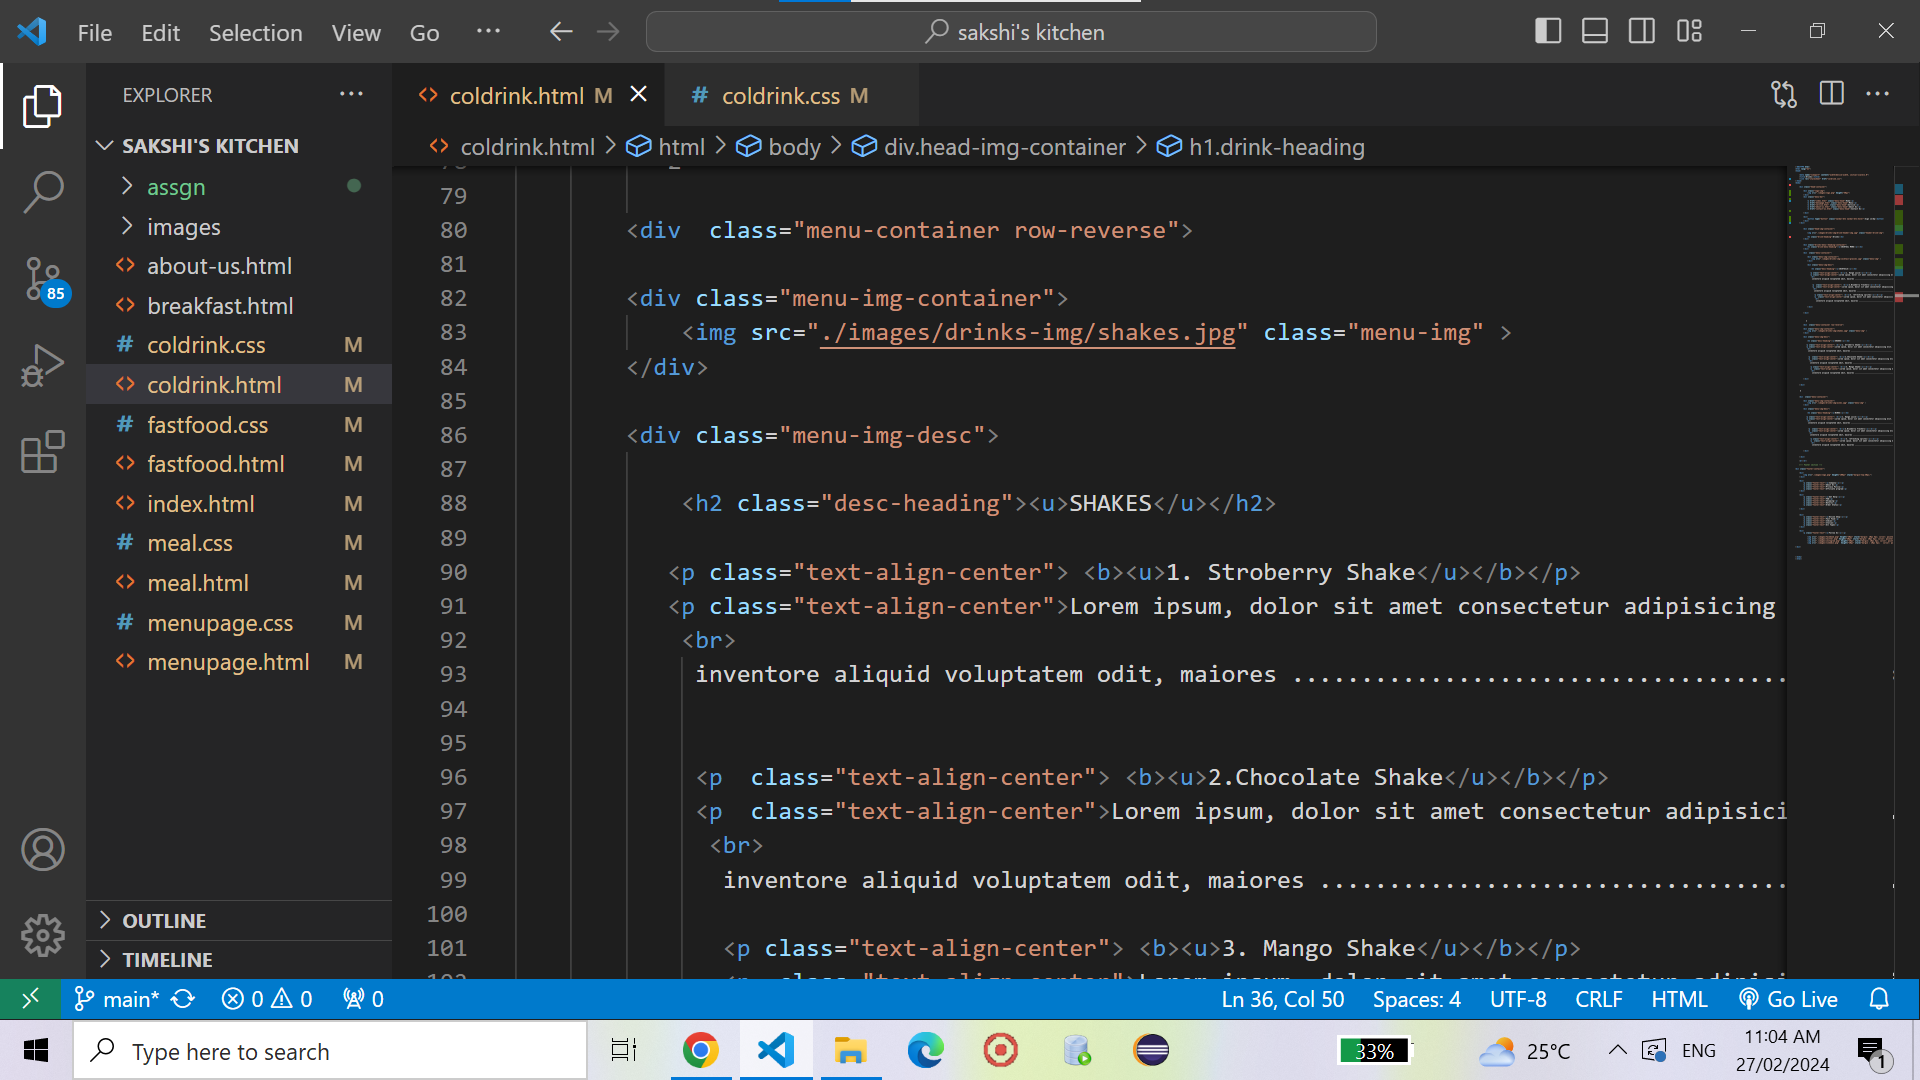 File Edit Selection View Go ··· sakshi's kitchen
EXPLORER ···
coldrink.html M
coldrink.css M
coldrink.html > html > body > div.head-img-container > h1.drink-heading
SAKSHI'S KITCHEN
assgn
images
about-us.html
breakfast.html
coldrink.css M
coldrink.html M
fastfood.css M
fastfood.html M
index.html M
meal.css M
meal.html M
menupage.css M
menupage.html M
85
OUTLINE
TIMELINE
79
80 <div  class="menu-container row-reverse">
81
82 <div class="menu-img-container">
83 <img src="./images/drinks-img/shakes.jpg" class="menu-img" >
84 </div>
85
86 <div class="menu-img-desc">
87
88 <h2 class="desc-heading"><u>SHAKES</u></h2>
89
90 <p class="text-align-center"> <b><u>1. Stroberry Shake</u></b></p>
91 <p class="text-align-center">Lorem ipsum, dolor sit amet consectetur adipisicing
92 <br>
93 inventore aliquid voluptatem odit, maiores ....................................
94
95
96 <p  class="text-align-center"> <b><u>2.Chocolate Shake</u></b></p>
97 <p  class="text-align-center">Lorem ipsum, dolor sit amet consectetur adipisici
98 <br>
99 inventore aliquid voluptatem odit, maiores ..................................
100
101 <p class="text-align-center"> <b><u>3. Mango Shake</u></b></p>
main* 0 0 0 Ln 36, Col 50 Spaces: 4 UTF-8 CRLF HTML Go Live
Type here to search
33%
25°C
ENG
11:04 AM
27/02/2024
1